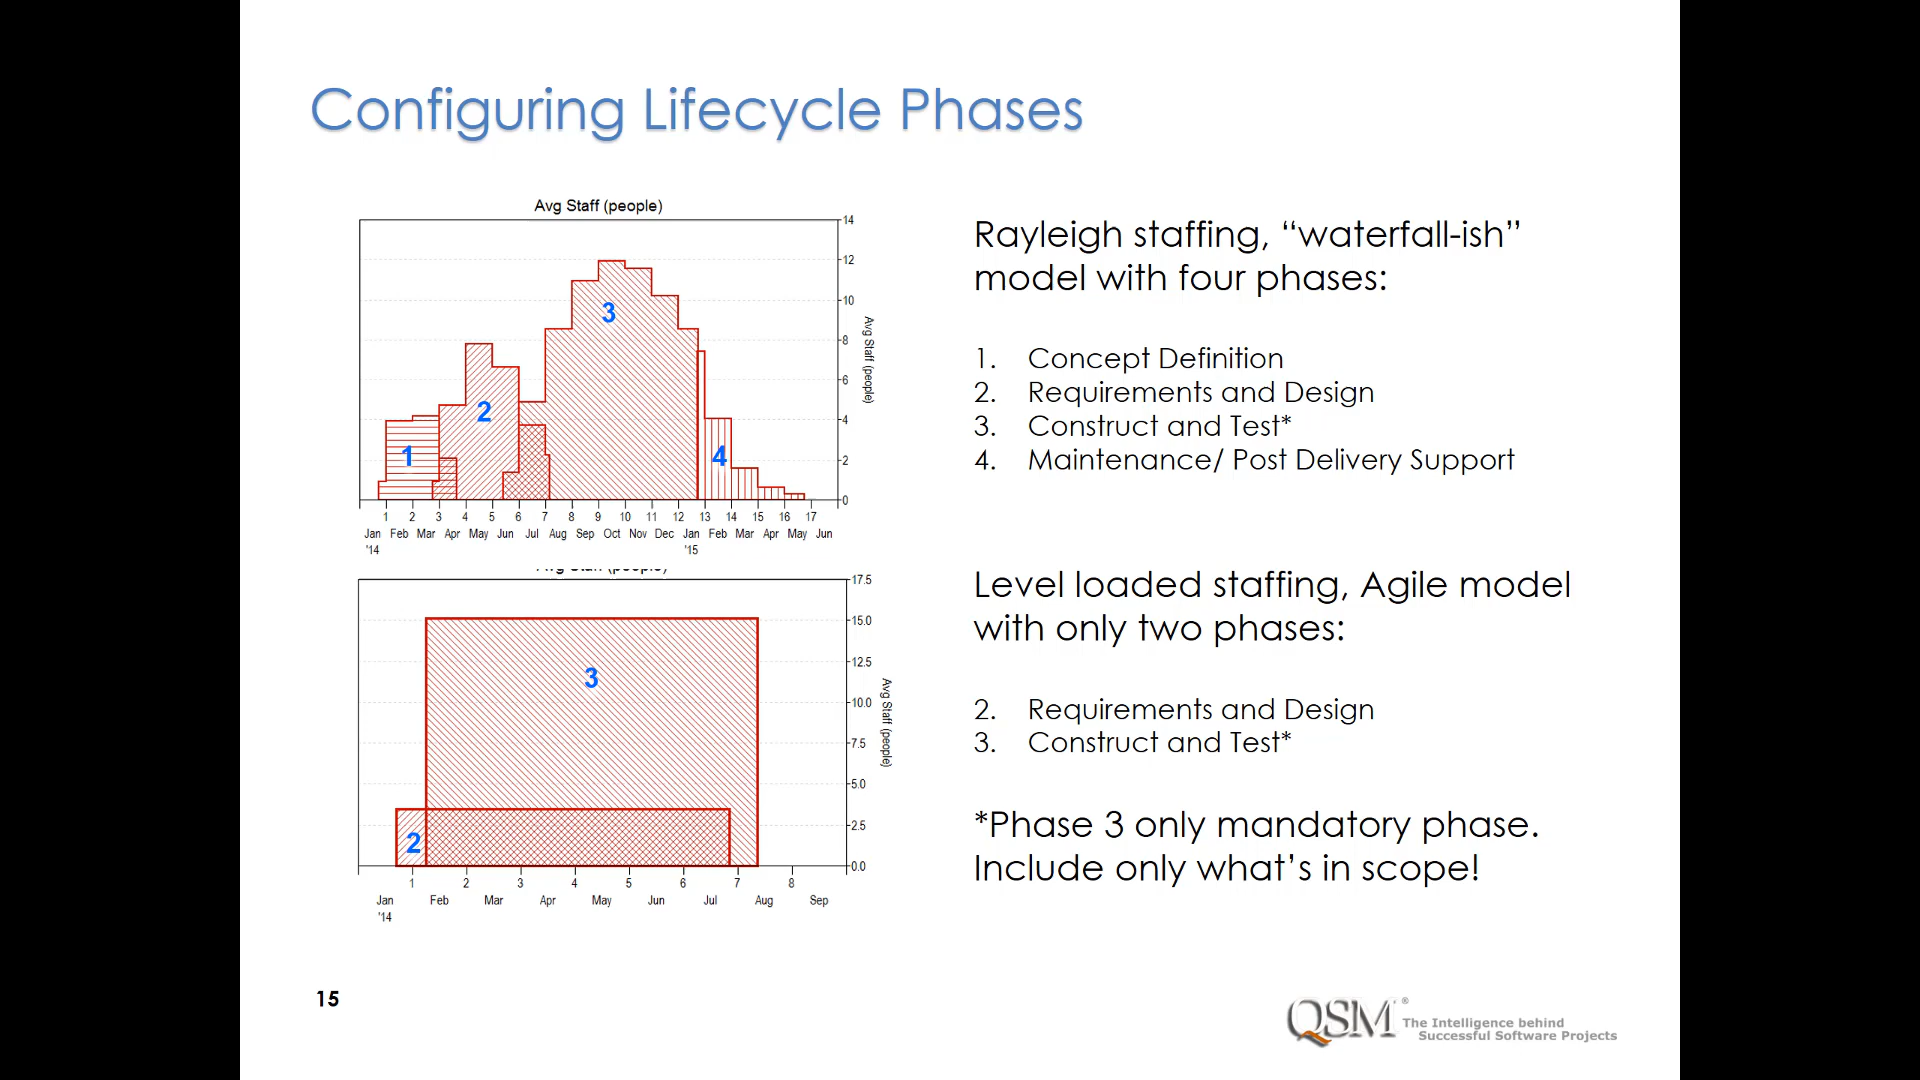 Configuring Lifecycle Phases
Avg Staff (people)
14
12
10
8
6
4
2
0
Avg Staff (people)
1
2
3
4
1 2 3 4 5 6 7 8 9 10 11 12 13 14 15 16 17
Jan Feb Mar Apr May Jun Jul Aug Sep Oct Nov Dec Jan Feb Mar Apr May Jun
'14 '15
Rayleigh staffing, “waterfall-ish”
model with four phases:
1. Concept Definition
2. Requirements and Design
3. Construct and Test*
4. Maintenance/ Post Delivery Support
Avg Staff (people)
17.5
15.0
12.5
10.0
7.5
5.0
2.5
0.0
Avg Staff (people)
3
2
1 2 3 4 5 6 7 8
Jan Feb Mar Apr May Jun Jul Aug Sep
'14
Level loaded staffing, Agile model
with only two phases:
2. Requirements and Design
3. Construct and Test*
*Phase 3 only mandatory phase.
Include only what’s in scope!
15
QSM®
The Intelligence behind
Successful Software Projects